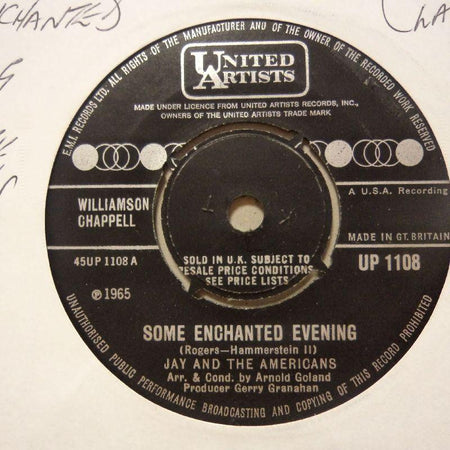 CHANTED
E.M.I. RECORDS LTD. ALL RIGHTS OF THE MANUFACTURER AND OF THE OWNER OF THE RECORDED WORK RESERVED
UNITED
ARTISTS
MADE UNDER LICENCE FROM UNITED ARTISTS RECORDS, INC.,
OWNERS OF THE UNITED ARTISTS TRADE MARK
WILLIAMSON
CHAPPELL
A U.S.A. Recording
MADE IN GT. BRITAIN
45UP 1108 A
UP 1108
℗ 1965
SOLD IN U.K. SUBJECT TO
RESALE PRICE CONDITIONS
SEE PRICE LISTS
SOME ENCHANTED EVENING
(Rogers—Hammerstein II)
JAY AND THE AMERICANS
Arr. & Cond. by Arnold Goland
Producer Gerry Granahan
UNAUTHORISED PUBLIC PERFORMANCE BROADCASTING AND COPYING OF THIS RECORD PROHIBITED